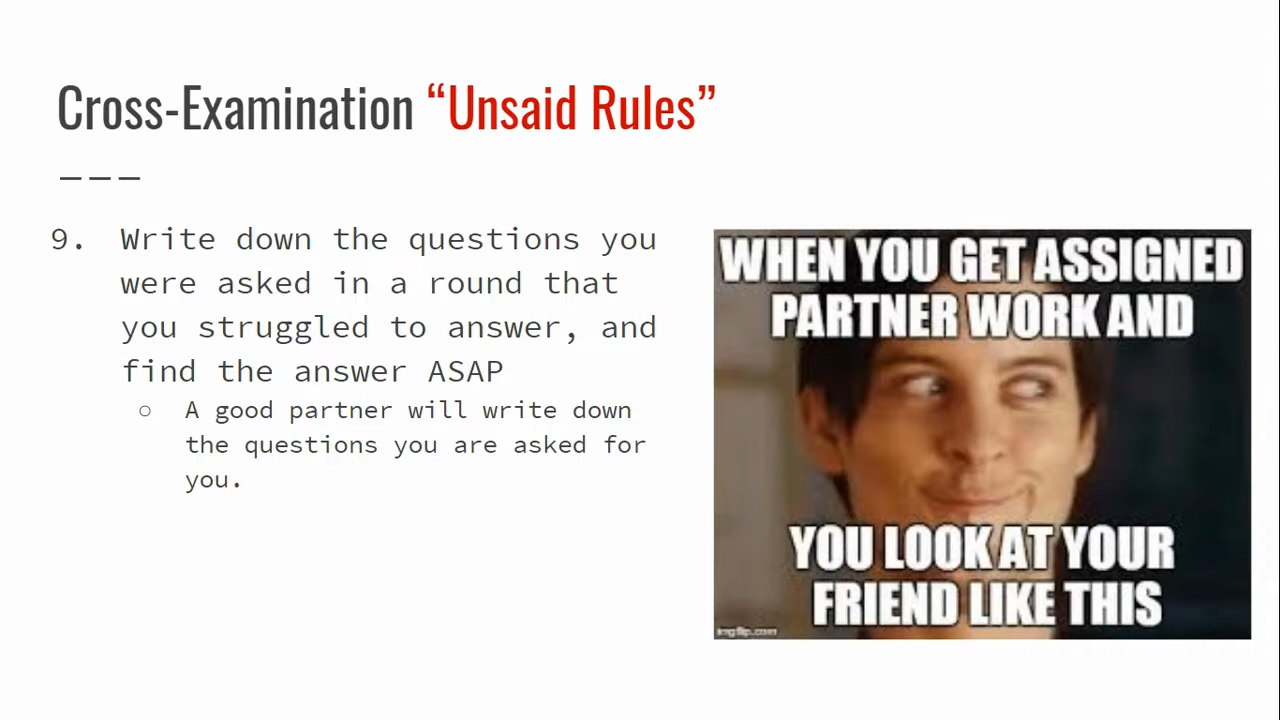 Cross-Examination “Unsaid Rules”
———
9. Write down the questions you
were asked in a round that
you struggled to answer, and
find the answer ASAP
○ A good partner will write down
the questions you are asked for
you.
WHEN YOU GET ASSIGNED
PARTNER WORK AND
YOU LOOK AT YOUR
FRIEND LIKE THIS
imgflip.com